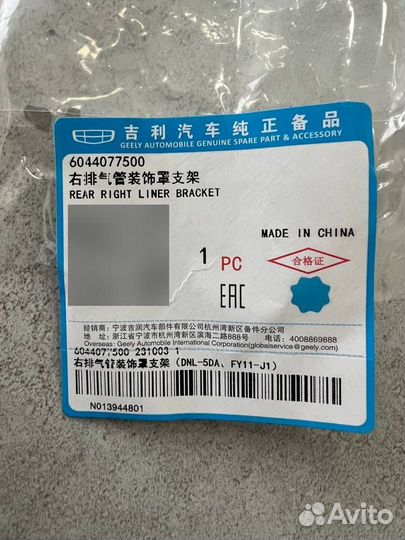 吉利汽车纯正备品
GEELY AUTOMOBILE GENUINE SPARE PART & ACCESSORY
6044077500
右排气管装饰罩支架
REAR RIGHT LINER BRACKET
MADE IN CHINA
1 PC
合格证
EAC
经销商：宁波吉润汽车部件有限公司杭州湾新区备件分公司
地址：浙江省宁波杭州湾新区滨海二路888号 电话：4008869888
Overseas: Geely Automobile International Corporation(globalservice@geely.com)
6044077500 231003 1
右排气管装饰罩支架（DNL-5DA、FY11-J1）
N013944801
Avito